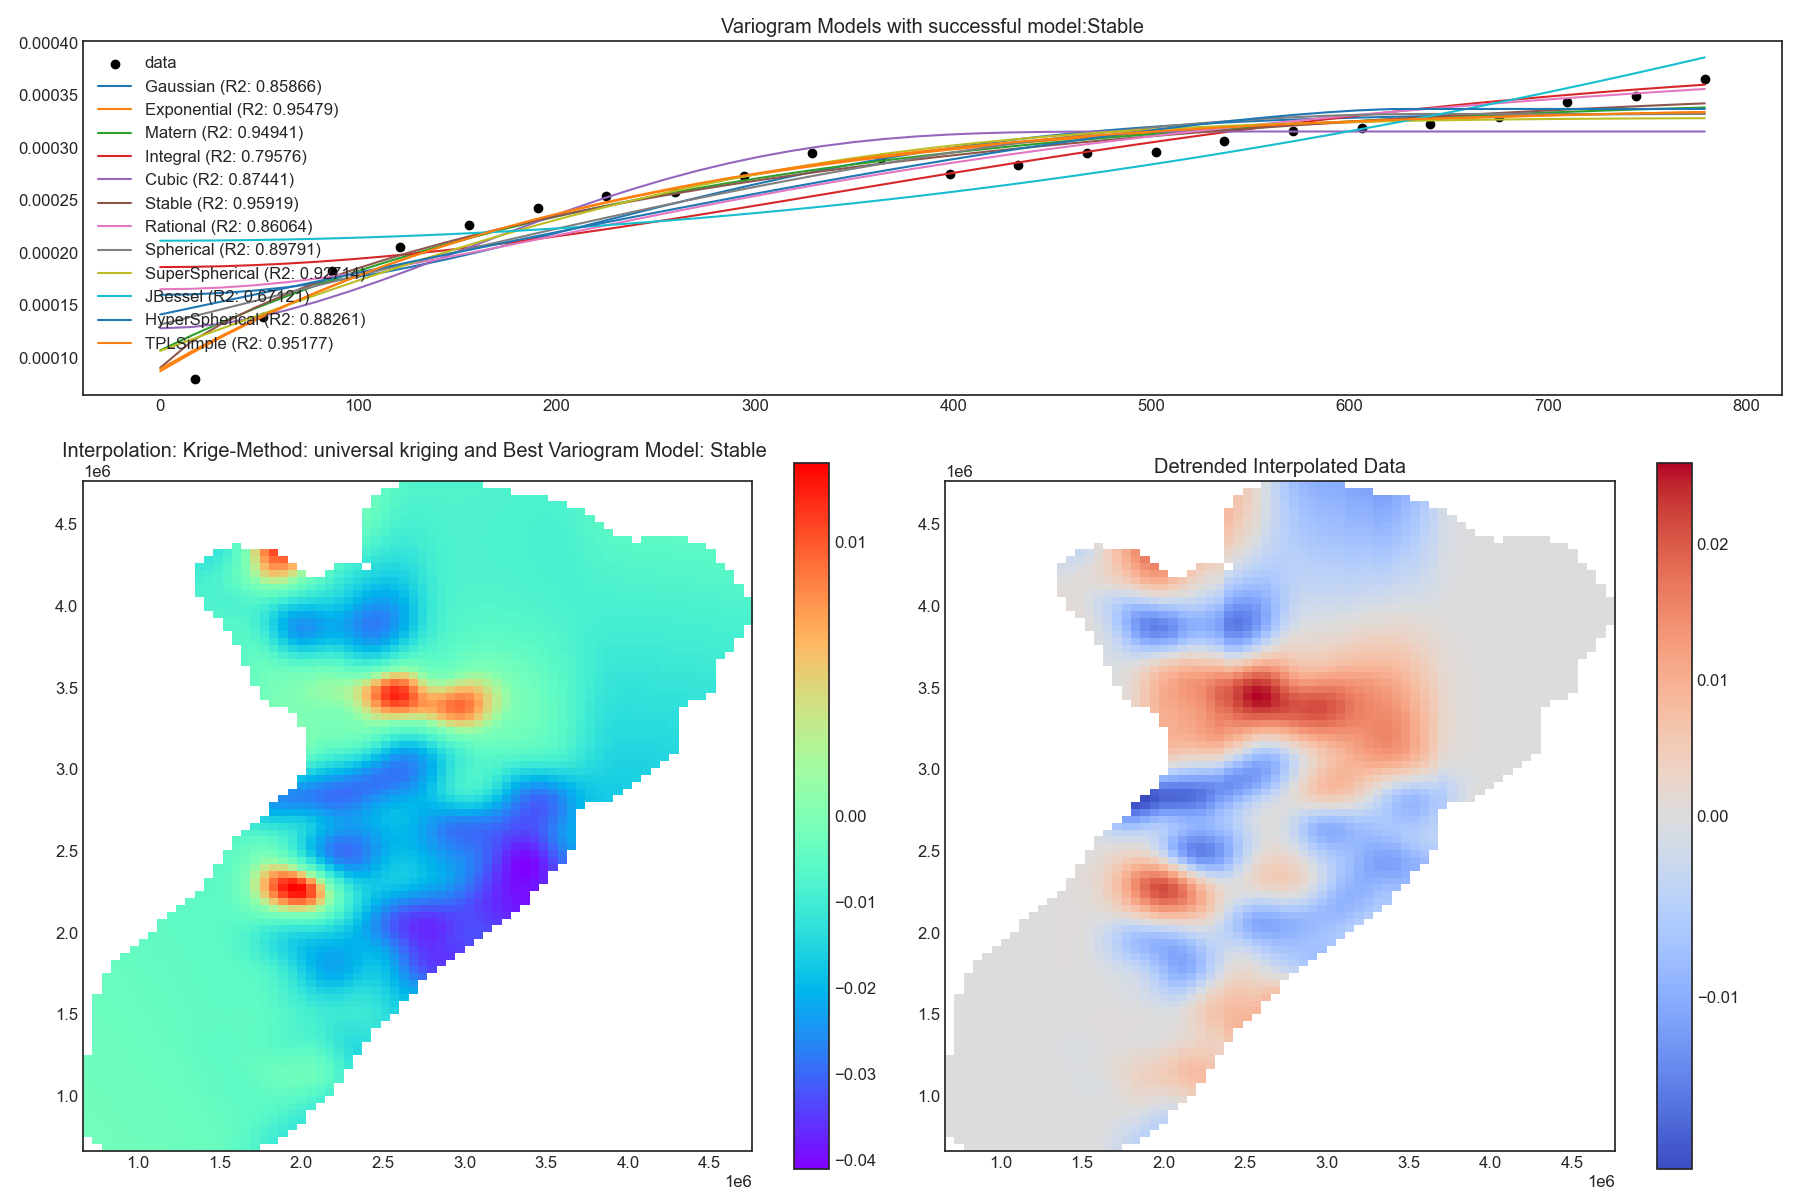 Variogram Models with successful model:Stable
0.00040
0.00035
0.00030
0.00025
0.00020
0.00015
0.00010
data
Gaussian (R2: 0.85866)
Exponential (R2: 0.95479)
Matern (R2: 0.94941)
Integral (R2: 0.79576)
Cubic (R2: 0.87441)
Stable (R2: 0.95919)
Rational (R2: 0.86064)
Spherical (R2: 0.89791)
SuperSpherical (R2: 0.92714)
JBessel (R2: 0.67121)
HyperSpherical (R2: 0.88261)
TPLSimple (R2: 0.95177)
0 100 200 300 400 500 600 700 800
Interpolation: Krige-Method: universal kriging and Best Variogram Model: Stable
1e6
4.5
4.0
3.5
3.0
2.5
2.0
1.5
1.0
1.0 1.5 2.0 2.5 3.0 3.5 4.0 4.5
1e6
0.01
0.00
−0.01
−0.02
−0.03
−0.04
Detrended Interpolated Data
1e6
4.5
4.0
3.5
3.0
2.5
2.0
1.5
1.0
1.0 1.5 2.0 2.5 3.0 3.5 4.0 4.5
1e6
0.02
0.01
0.00
−0.01